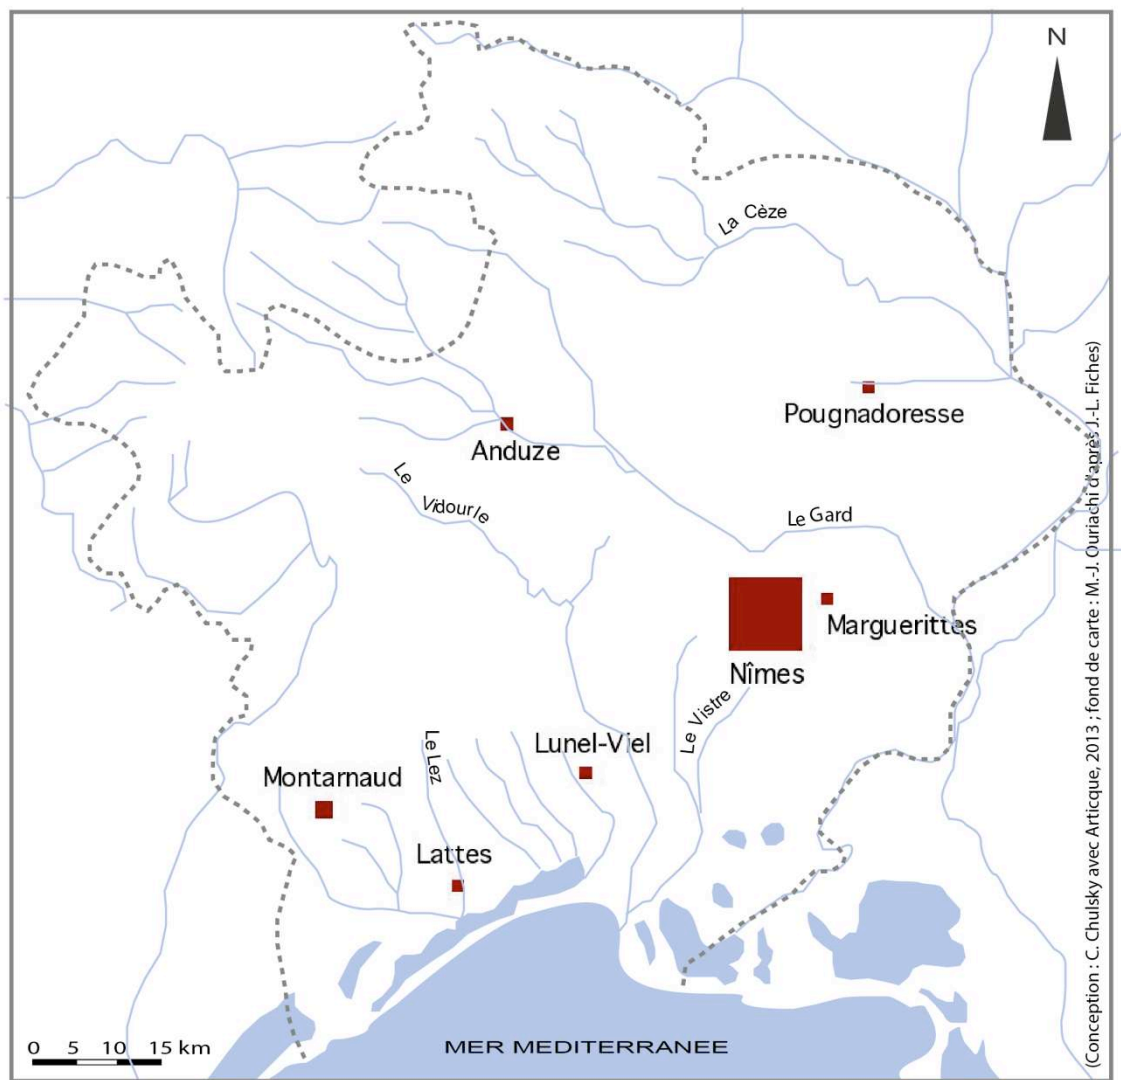 N
La Cèze
Pougnadoresse
Anduze
Le Vidourle
Le Gard
Marguerittes
Nîmes
Le Vistre
Lunel-Viel
Le Lez
Montarnaud
Lattes
0 5 10 15 km
MER MEDITERRANEE
(Conception : C. Chulsky avec Articque, 2013 ; fond de carte : M.-J. Ouriachi d'après J.-L. Fiches)